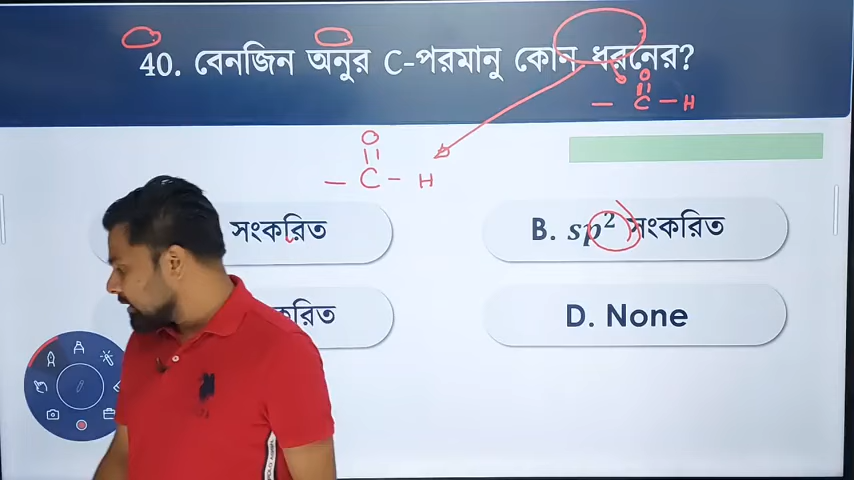 40. বেনজিন অনুর C-পরমানু কোন ধরনের?
O
– C – H
O
– C – H
সংকরিত
B. sp² সংকরিত
করিত
D. None